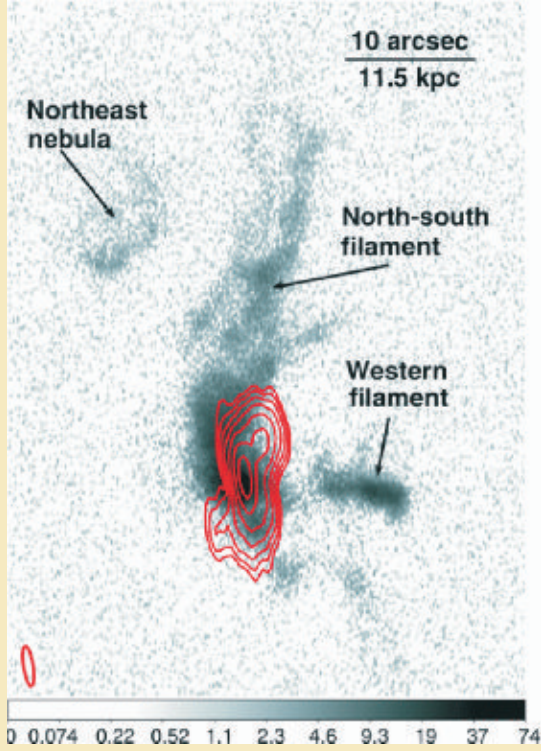 10 arcsec
11.5 kpc
Northeast
nebula
North-south
filament
Western
filament
0 0.074 0.22 0.52 1.1 2.3 4.6 9.3 19 37 74